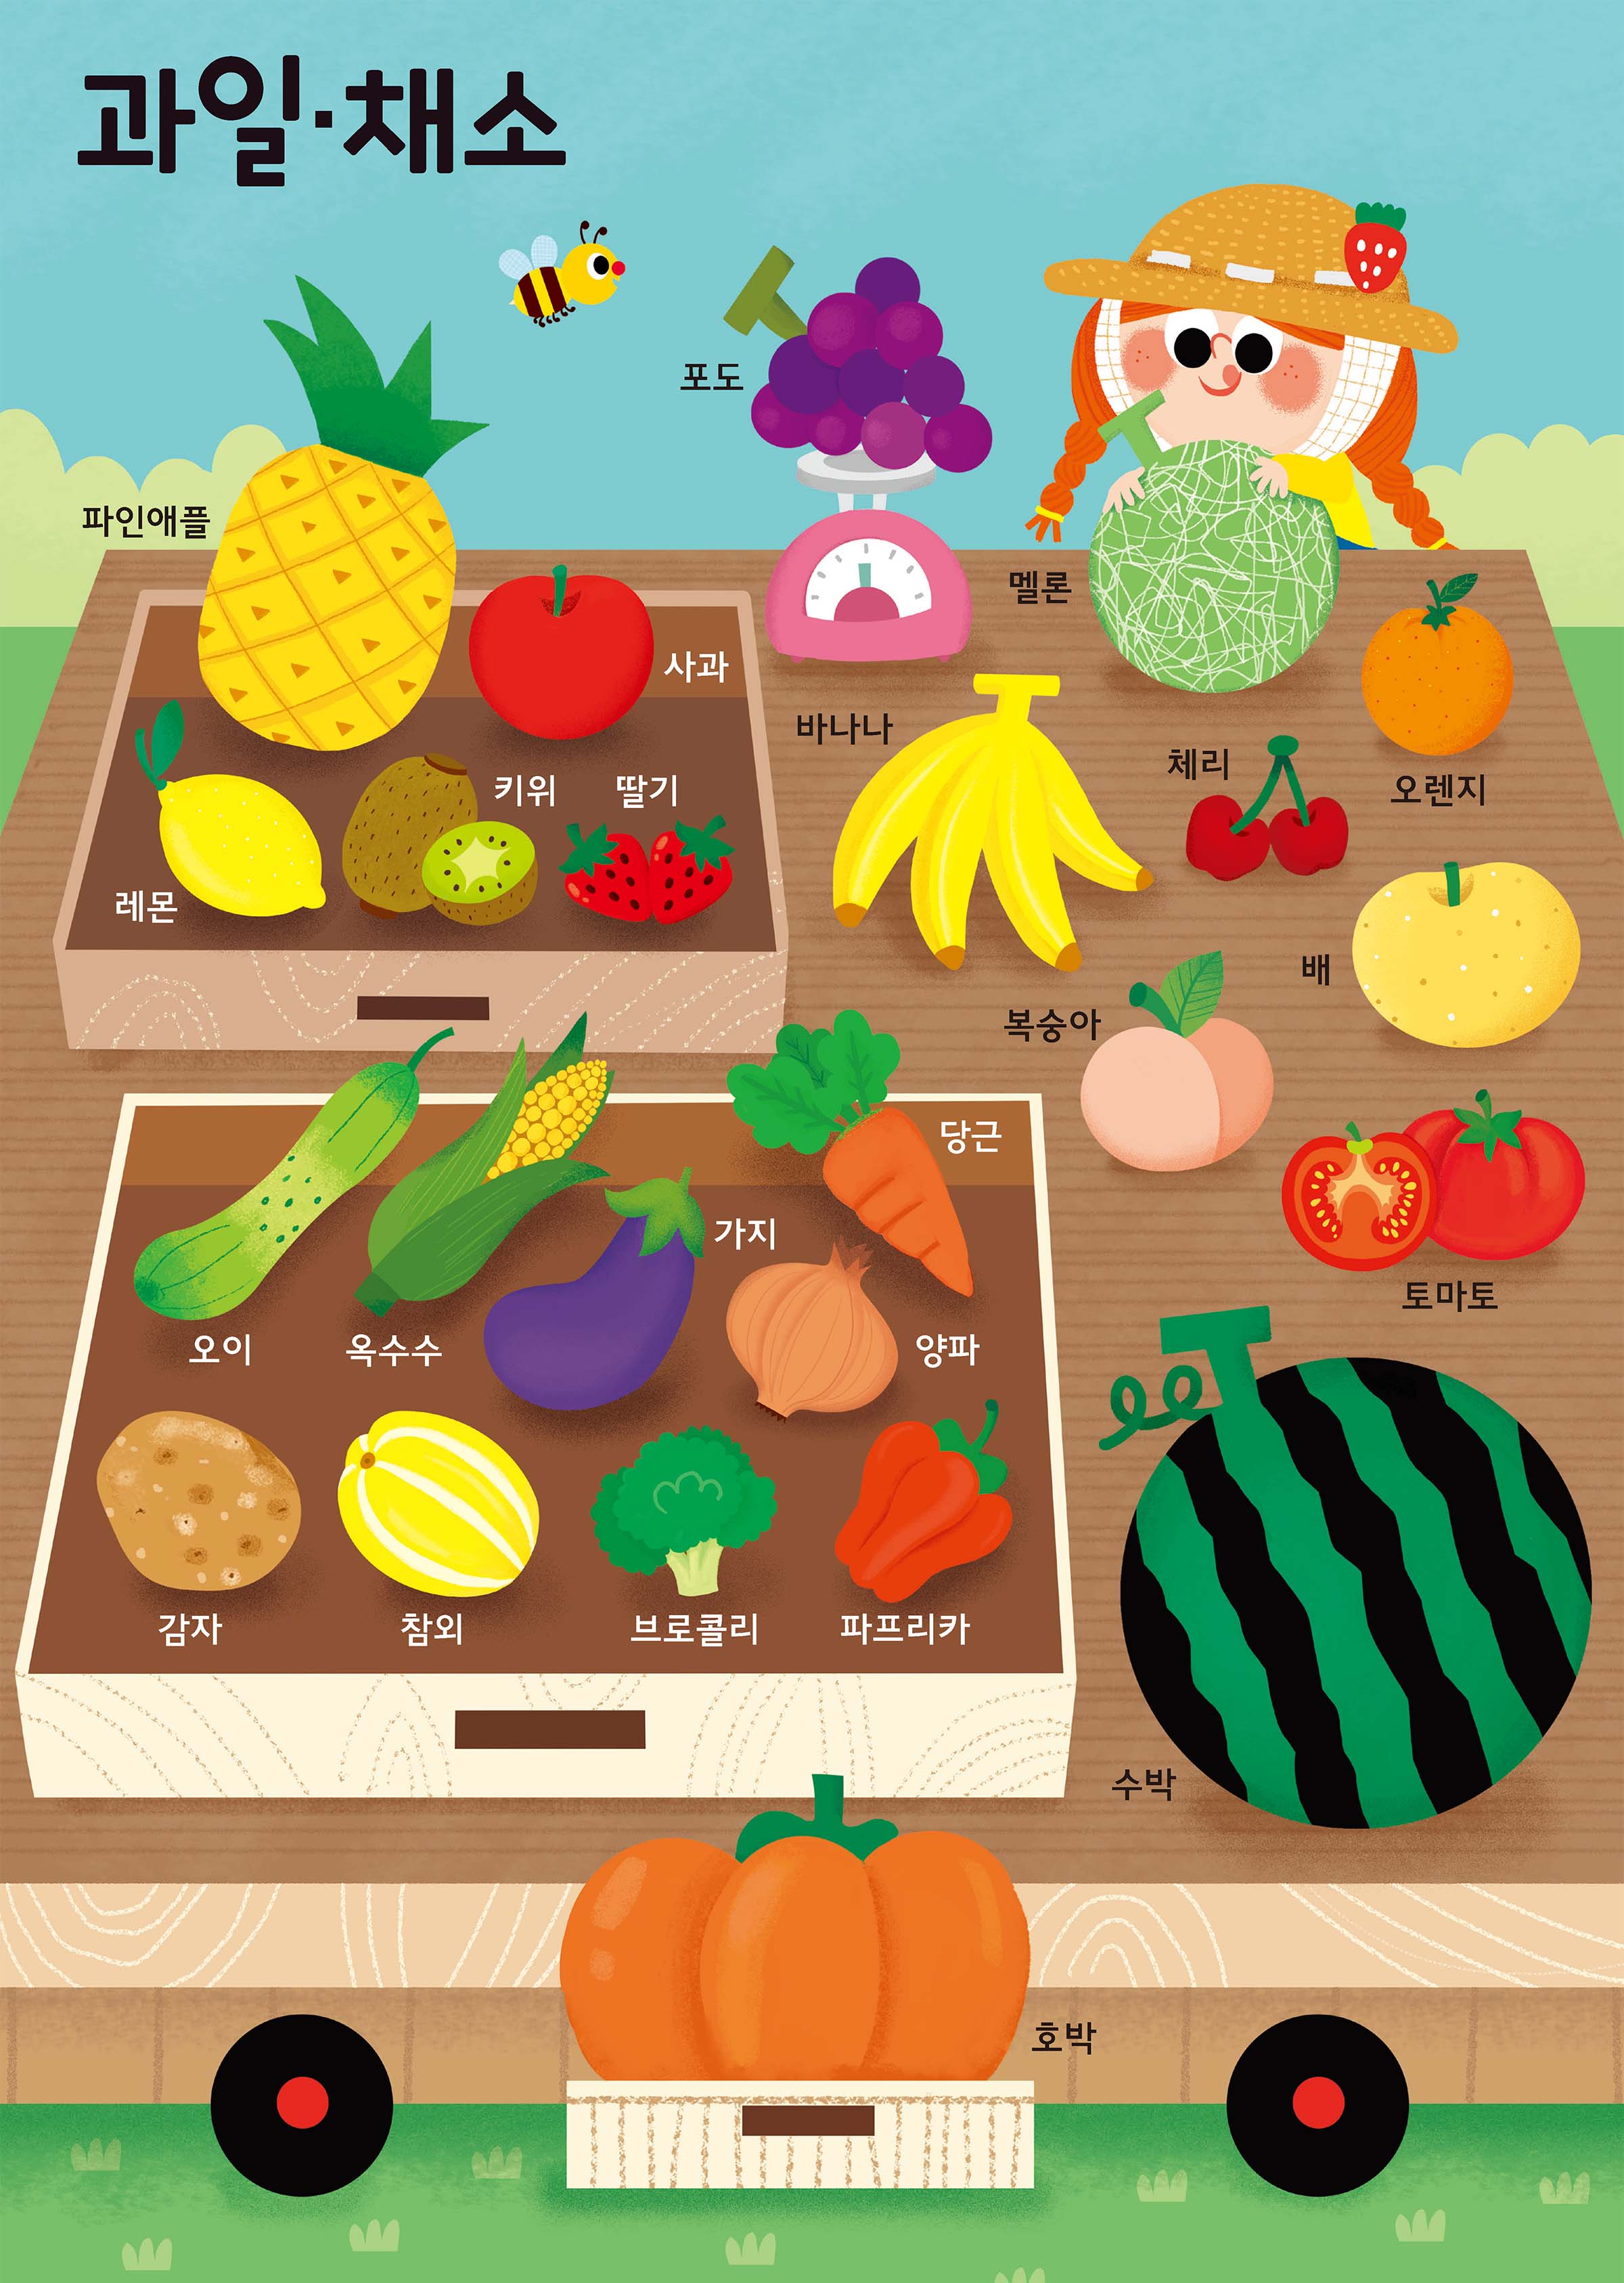 과일·채소
포도
파인애플
멜론
사과
바나나
체리
키위
딸기
오렌지
레몬
배
복숭아
당근
가지
토마토
오이
옥수수
양파
감자
참외
브로콜리
파프리카
수박
호박